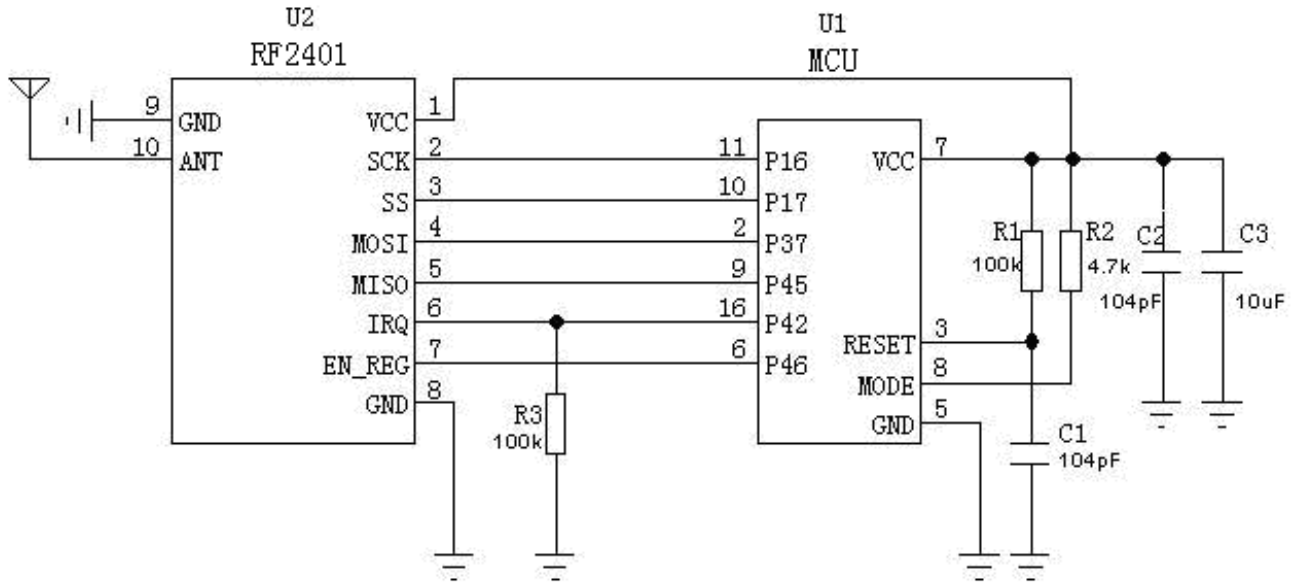 U2
RF2401
U1
MCU
9
GND
10
ANT
VCC
1
SCK
2
SS
3
MOSI
4
MISO
5
IRQ
6
EN_REG
7
GND
8
R3
100k
11
P16
10
P17
2
P37
9
P45
16
P42
6
P46
VCC
7
RESET
3
MODE
8
GND
5
R1
100k
R2
4.7k
C2
104pF
C3
10uF
C1
104pF